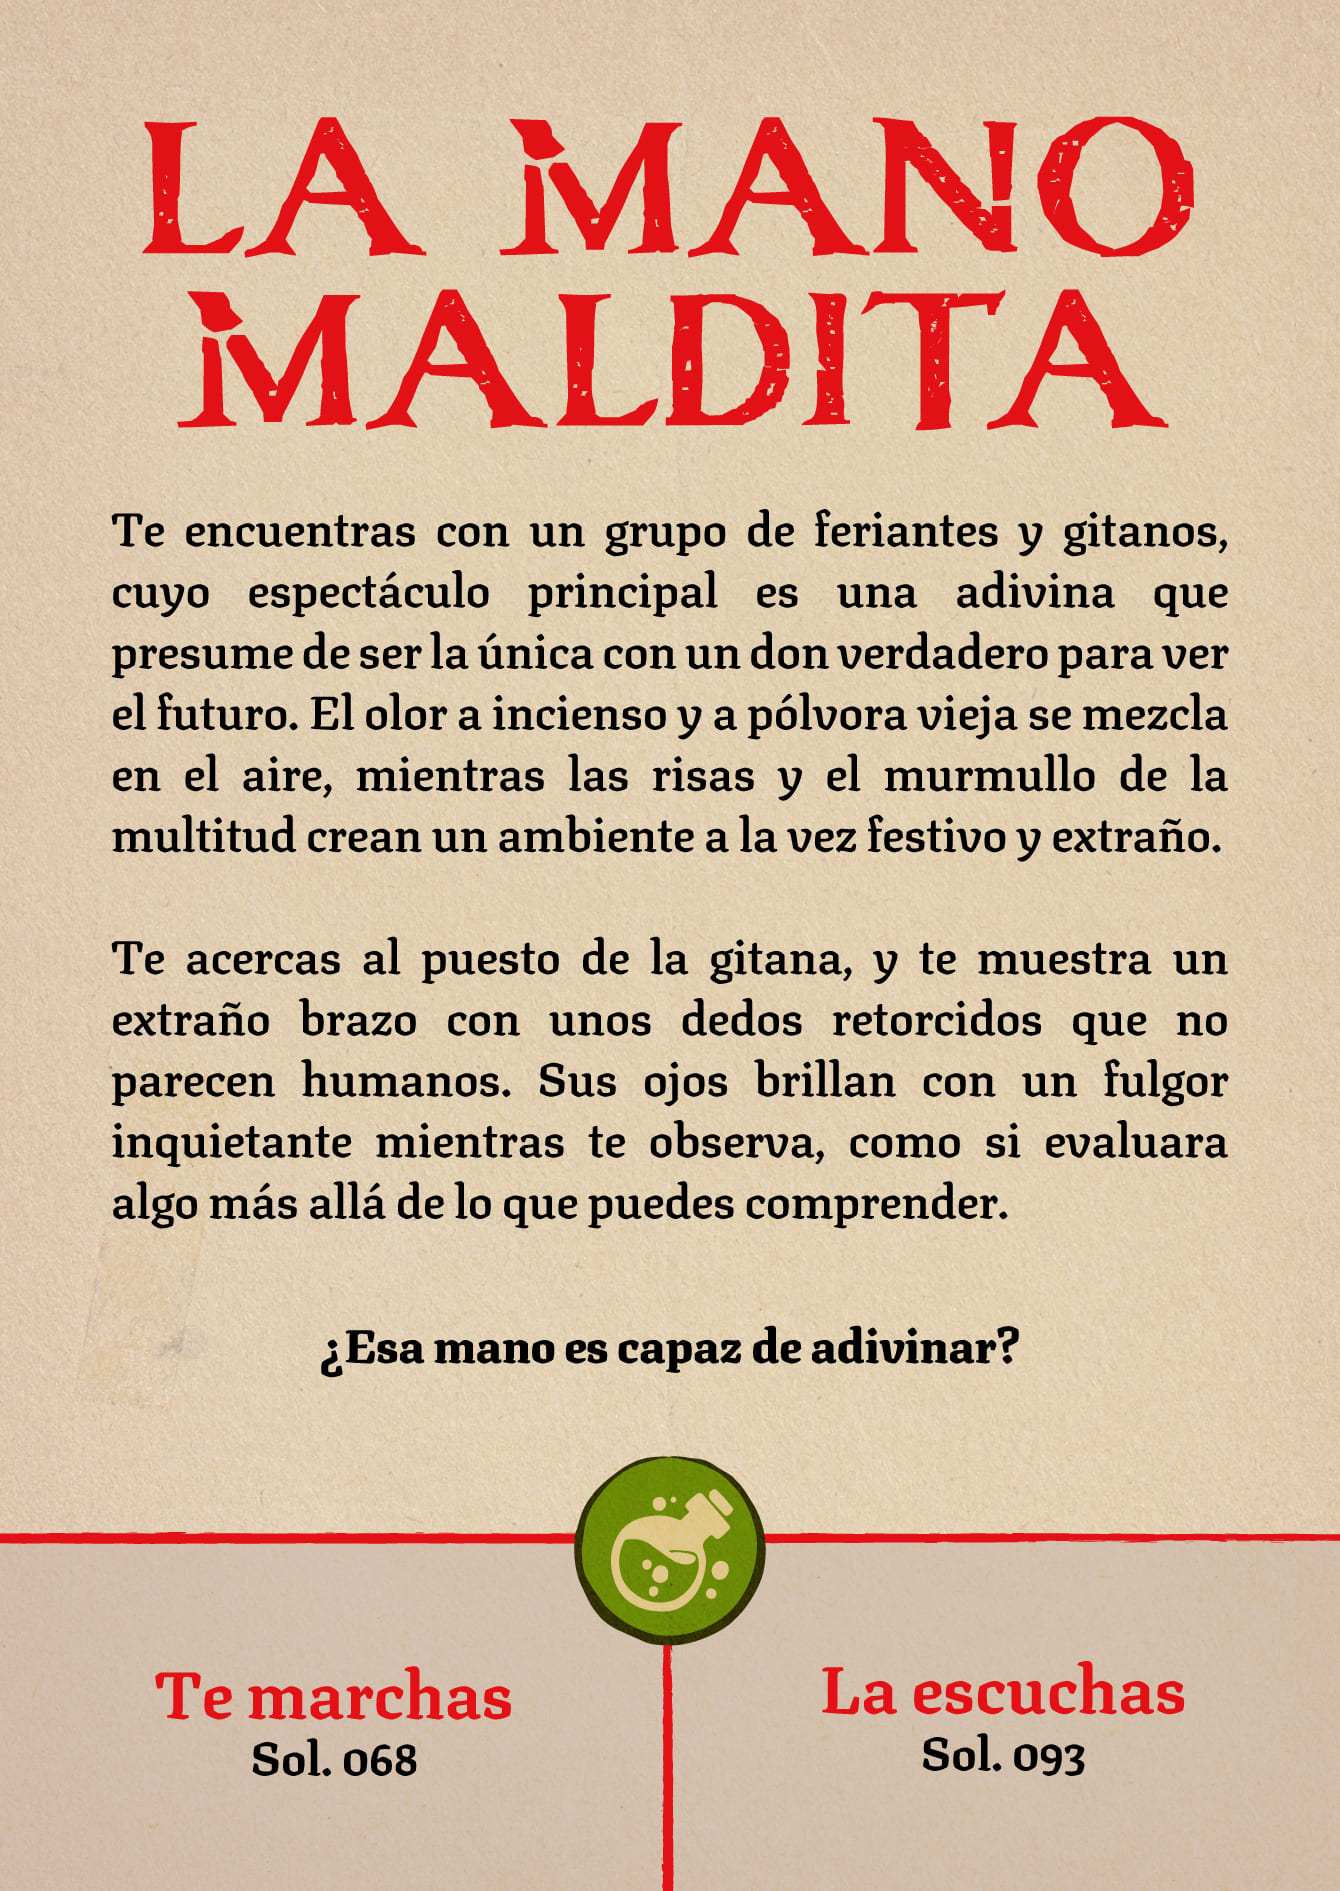 LA MANO
MALDITA
Te encuentras con un grupo de feriantes y gitanos,
cuyo espectáculo principal es una adivina que
presume de ser la única con un don verdadero para ver
el futuro. El olor a incienso y a pólvora vieja se mezcla
en el aire, mientras las risas y el murmullo de la
multitud crean un ambiente a la vez festivo y extraño.
Te acercas al puesto de la gitana, y te muestra un
extraño brazo con unos dedos retorcidos que no
parecen humanos. Sus ojos brillan con un fulgor
inquietante mientras te observa, como si evaluara
algo más allá de lo que puedes comprender.
¿Esa mano es capaz de adivinar?
Te marchas
Sol. 068
La escuchas
Sol. 093